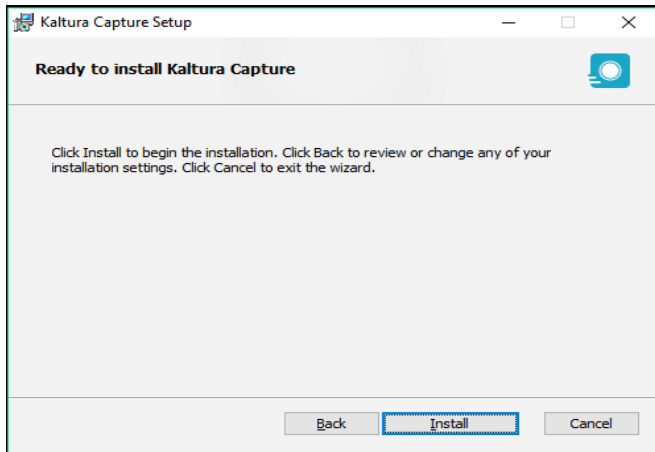 Kaltura Capture Setup
Ready to install Kaltura Capture
Click Install to begin the installation. Click Back to review or change any of your
installation settings. Click Cancel to exit the wizard.
Back Install Cancel